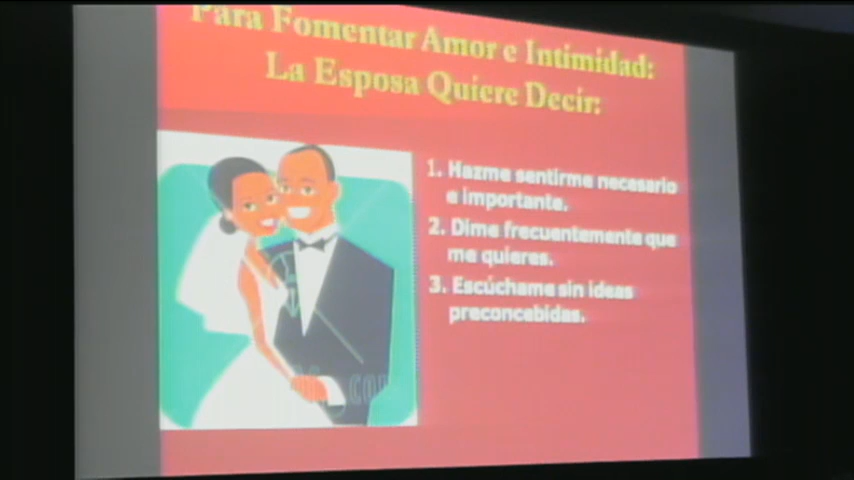 Para Fomentar Amor e Intimidad:
La Esposa Quiere Decir:
1. Hazme sentirme necesario
e importante.
2. Dime frecuentemente que
me quieres.
3. Escúchame sin ideas
preconcebidas.